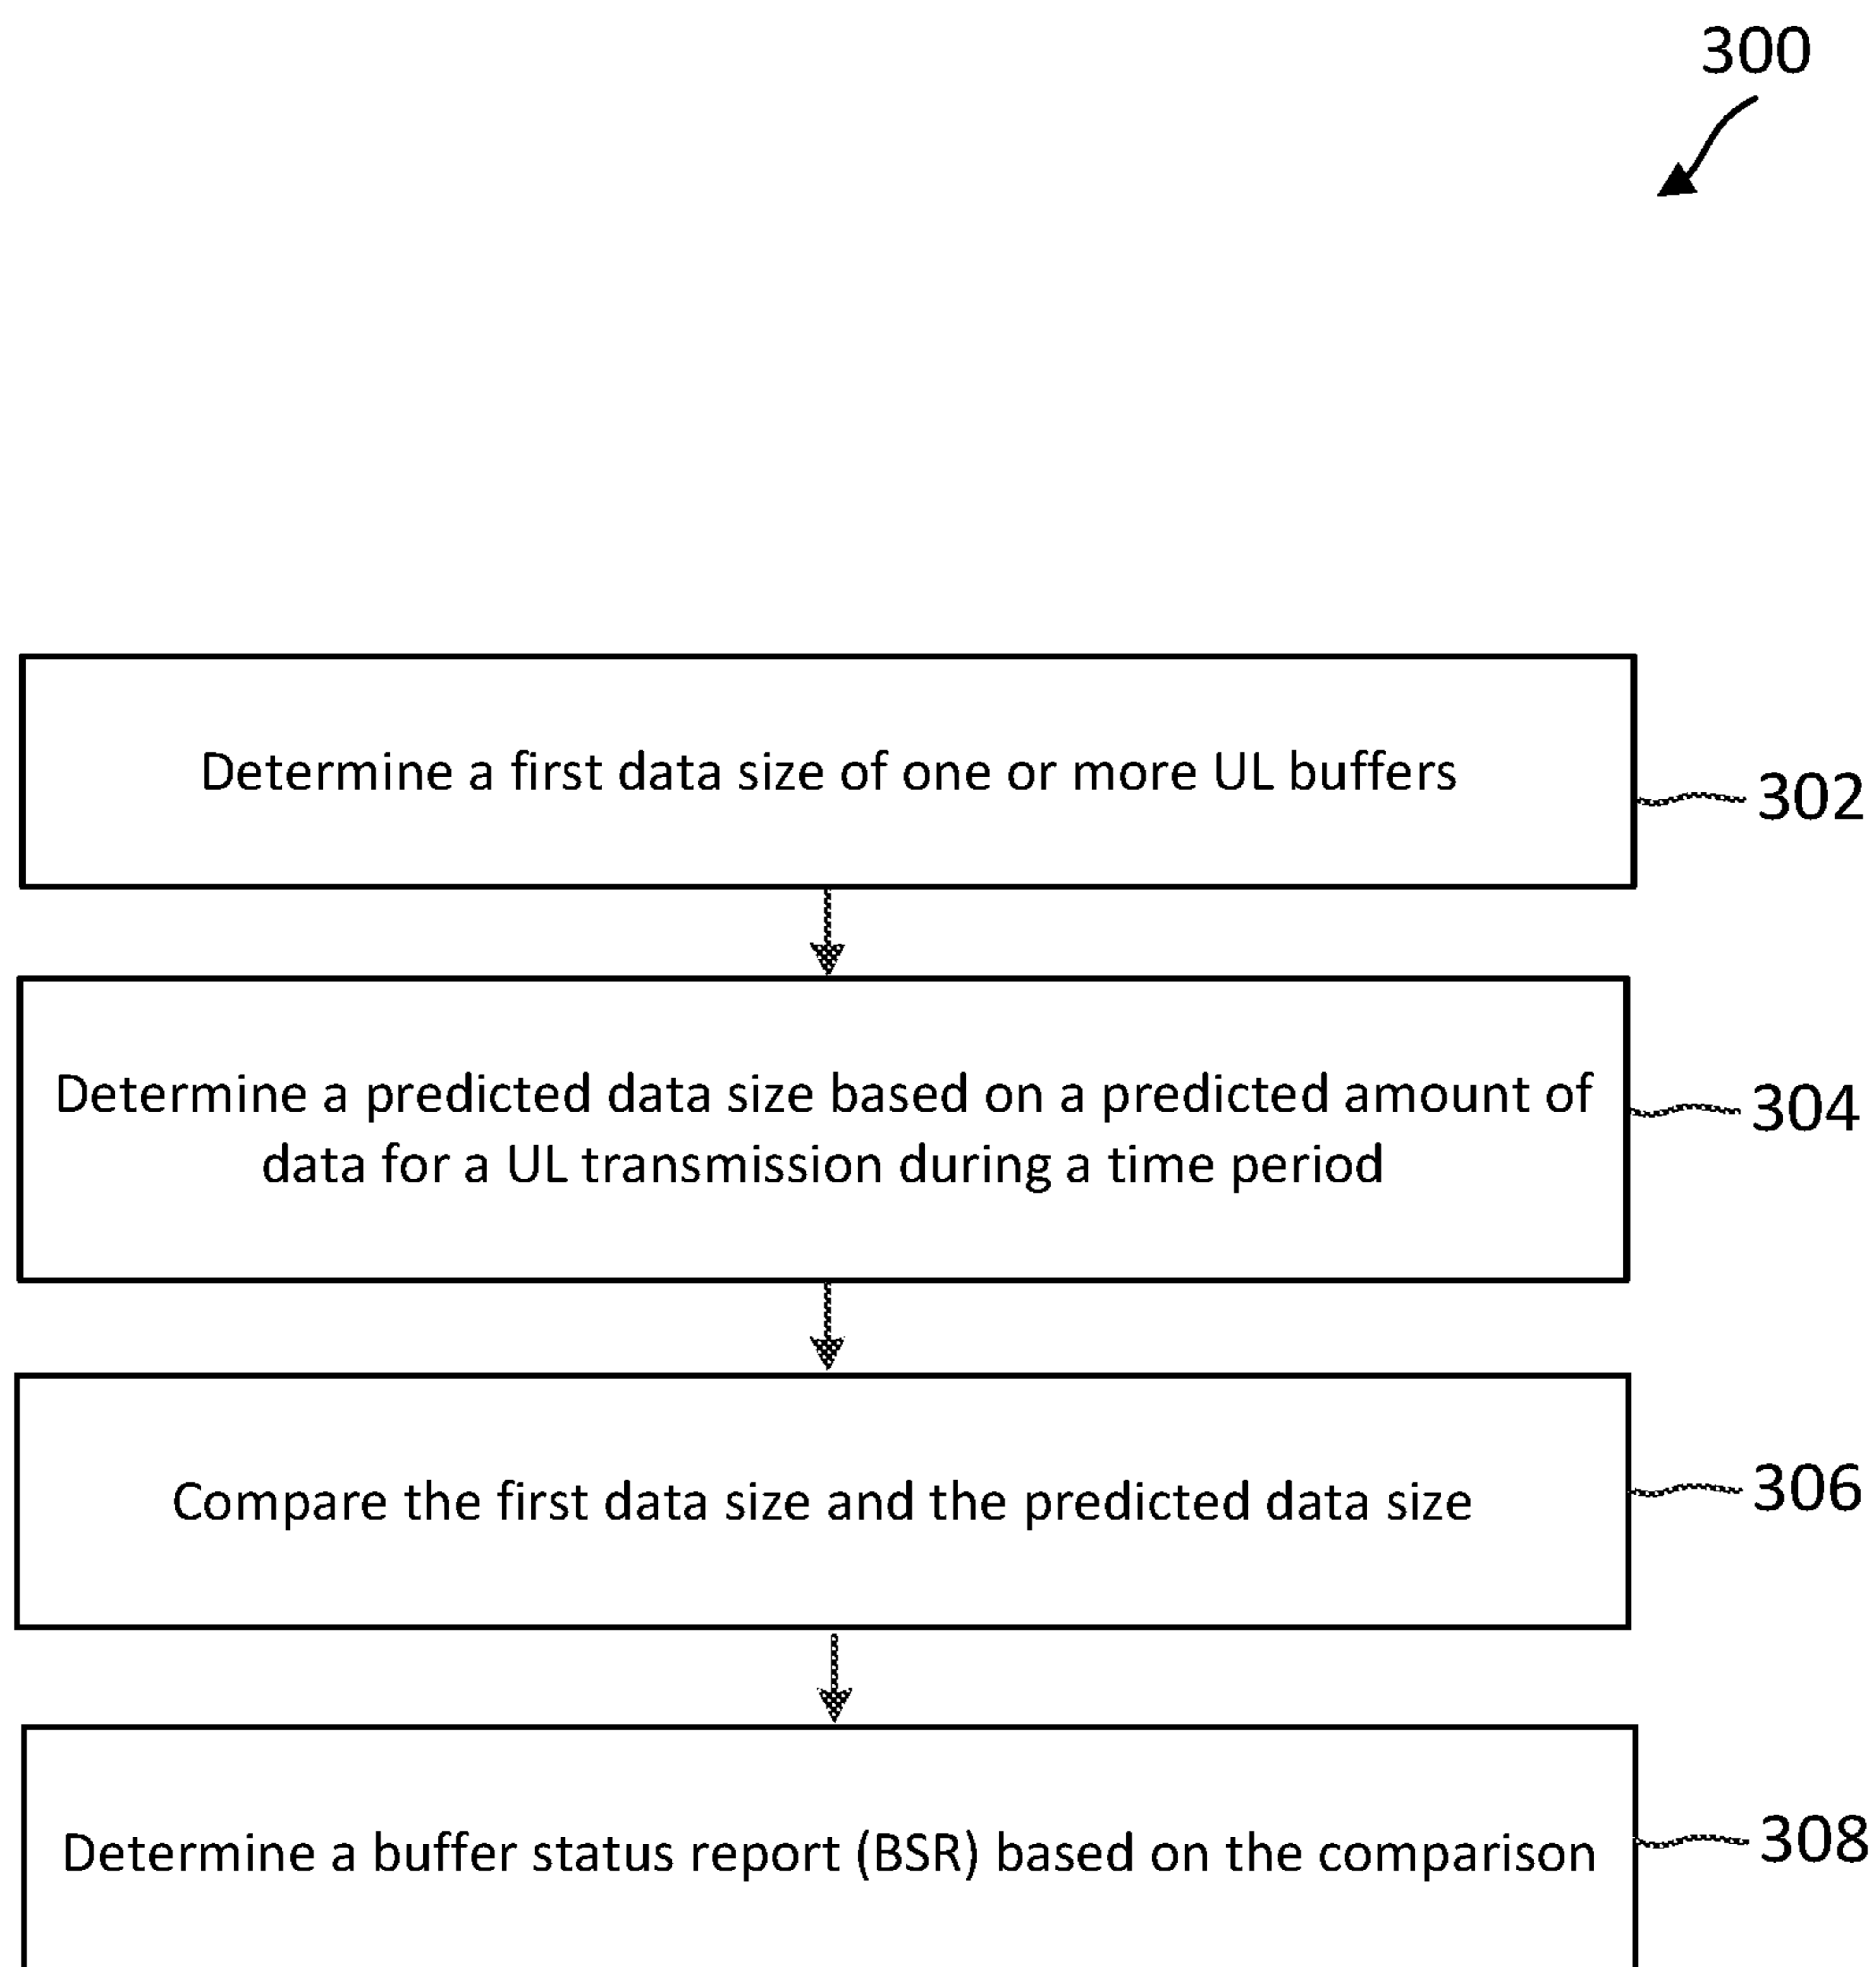 300
Determine a first data size of one or more UL buffers
302
Determine a predicted data size based on a predicted amount of
data for a UL transmission during a time period
304
Compare the first data size and the predicted data size
306
Determine a buffer status report (BSR) based on the comparison
308